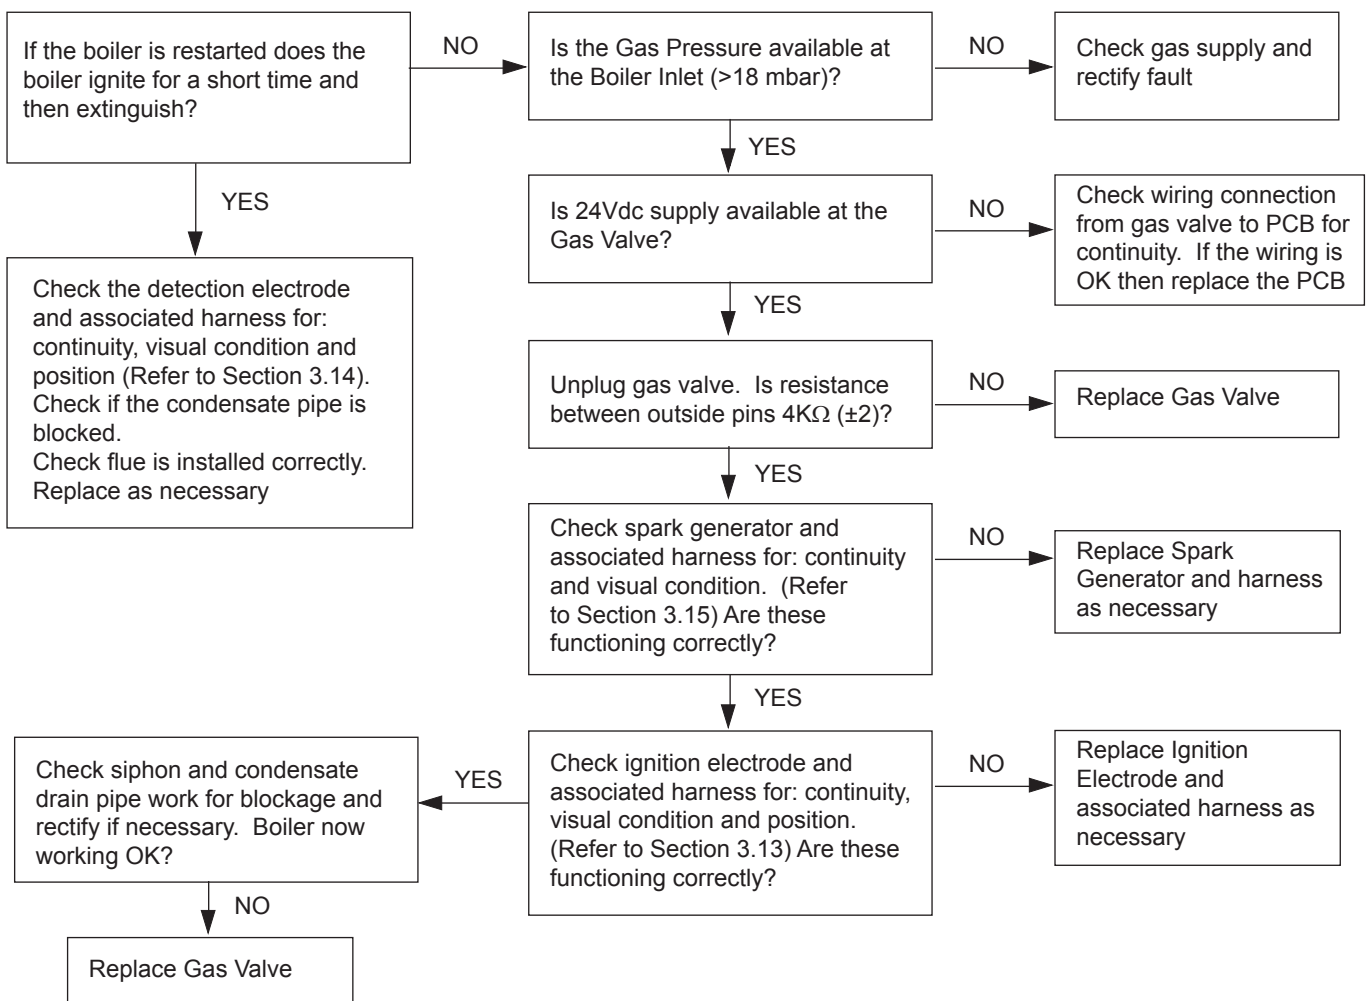 If the boiler is restarted does the
boiler ignite for a short time and
then extinguish?
NO
Is the Gas Pressure available at
the Boiler Inlet (>18 mbar)?
NO
Check gas supply and
rectify fault
YES
YES
Is 24Vdc supply available at the
Gas Valve?
NO
Check wiring connection
from gas valve to PCB for
continuity.  If the wiring is
OK then replace the PCB
Check the detection electrode
and associated harness for:
continuity, visual condition and
position (Refer to Section 3.14).
Check if the condensate pipe is
blocked.
Check flue is installed correctly.
Replace as necessary
YES
Unplug gas valve.  Is resistance
between outside pins 4KΩ (±2)?
NO
Replace Gas Valve
YES
Check spark generator and
associated harness for: continuity
and visual condition.  (Refer
to Section 3.15) Are these
functioning correctly?
NO
Replace Spark
Generator and harness
as necessary
YES
Check ignition electrode and
associated harness for: continuity,
visual condition and position.
(Refer to Section 3.13) Are these
functioning correctly?
NO
Replace Ignition
Electrode and
associated harness as
necessary
YES
Check siphon and condensate
drain pipe work for blockage and
rectify if necessary.  Boiler now
working OK?
NO
Replace Gas Valve